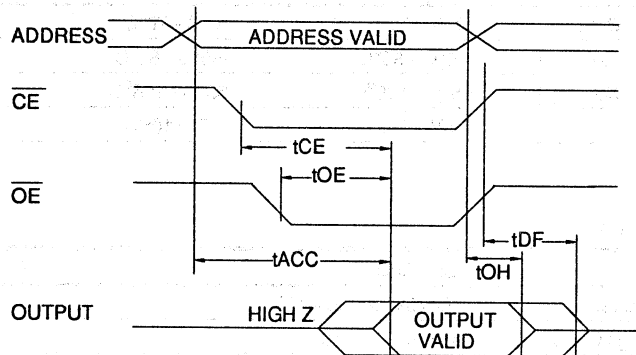 ADDRESS
ADDRESS VALID
CE
tCE
tOE
OE
tDF
tACC
tOH
OUTPUT
HIGH Z
OUTPUT
VALID